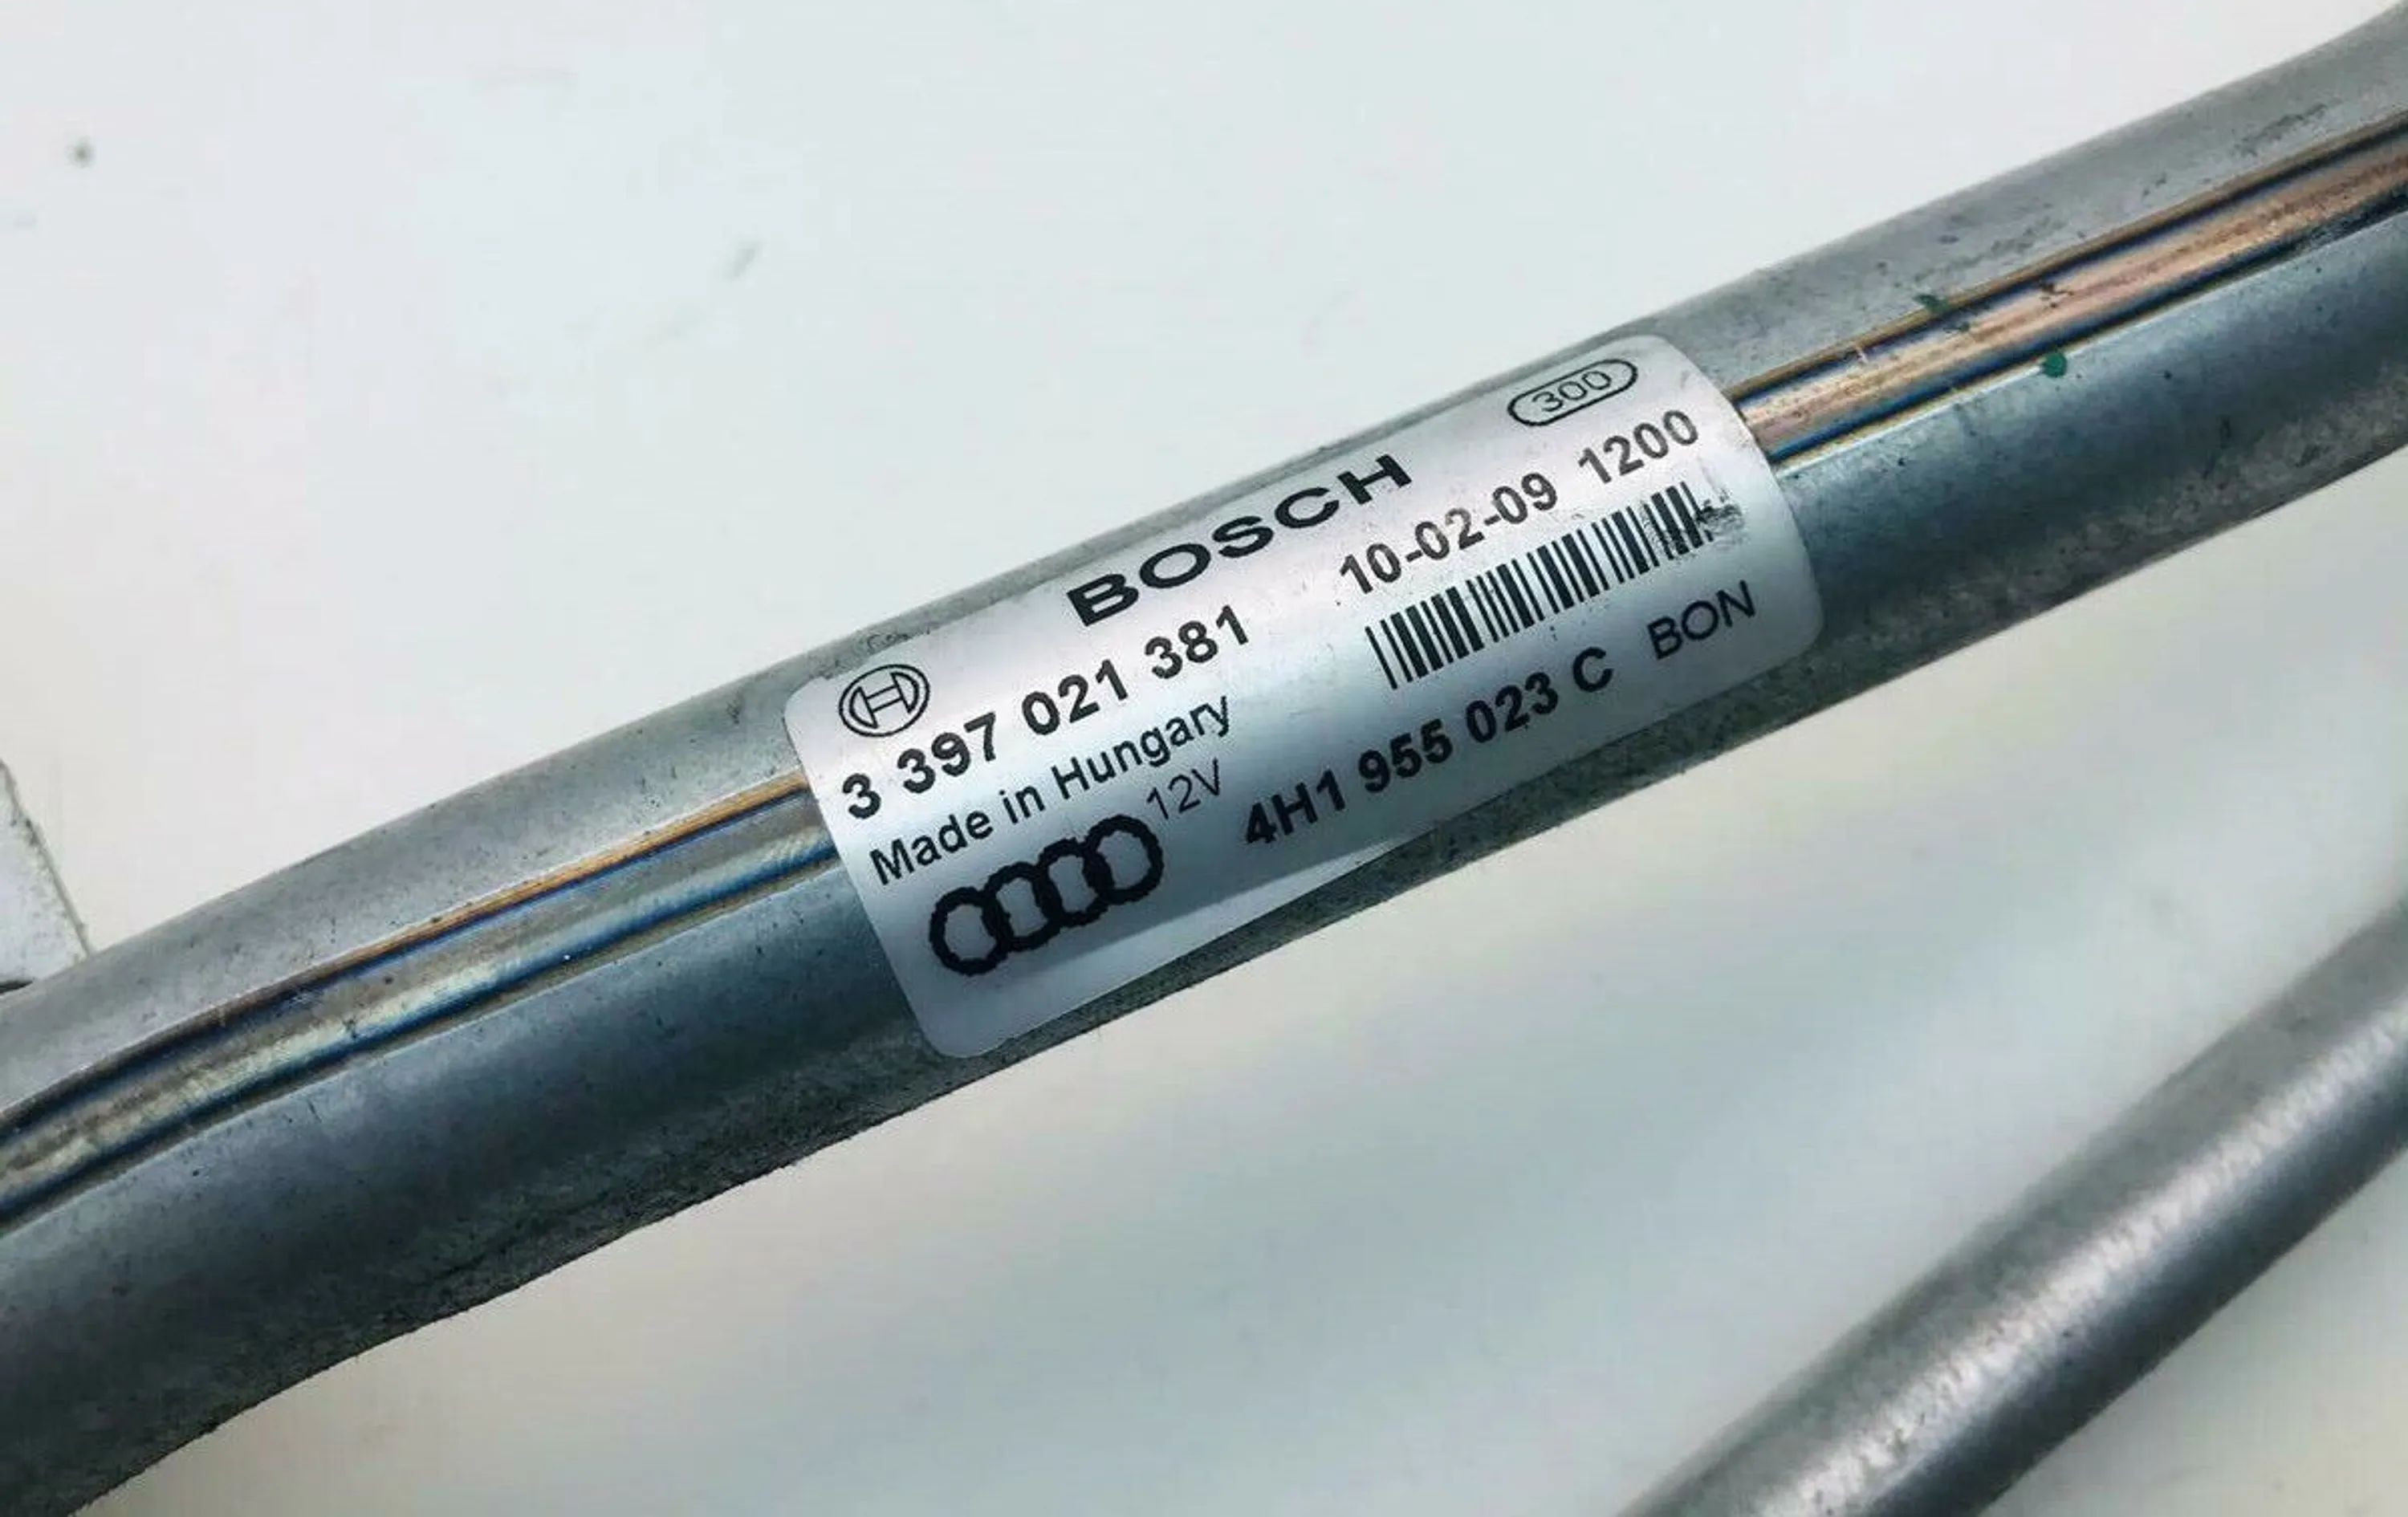 300
BOSCH
3 397 021 381 10-02-09 1200
Made in Hungary
12V
4H1 955 023 C BON